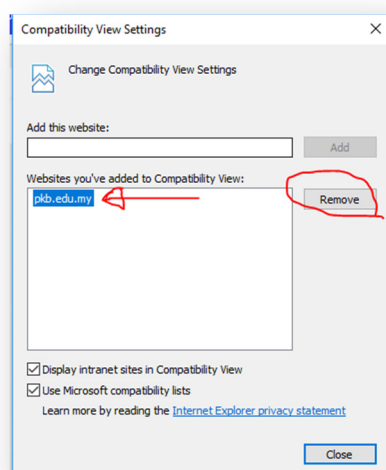 Compatibility View Settings
Change Compatibility View Settings
Add this website:
Add
Websites you've added to Compatibility View:
pkb.edu.my
Remove
Display intranet sites in Compatibility View
Use Microsoft compatibility lists
Learn more by reading the Internet Explorer privacy statement
Close